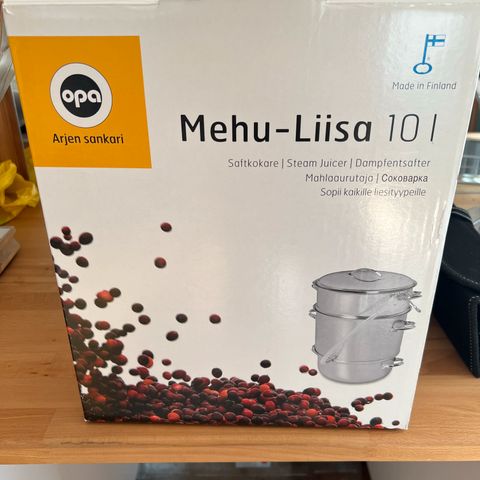 opa
Arjen sankari
Made in Finland
Mehu-Liisa 10 l
Saftkokare | Steam Juicer | Dampfentsafter
Mahlaaurutaja | Соковарка
Sopii kaikille liesityypeille